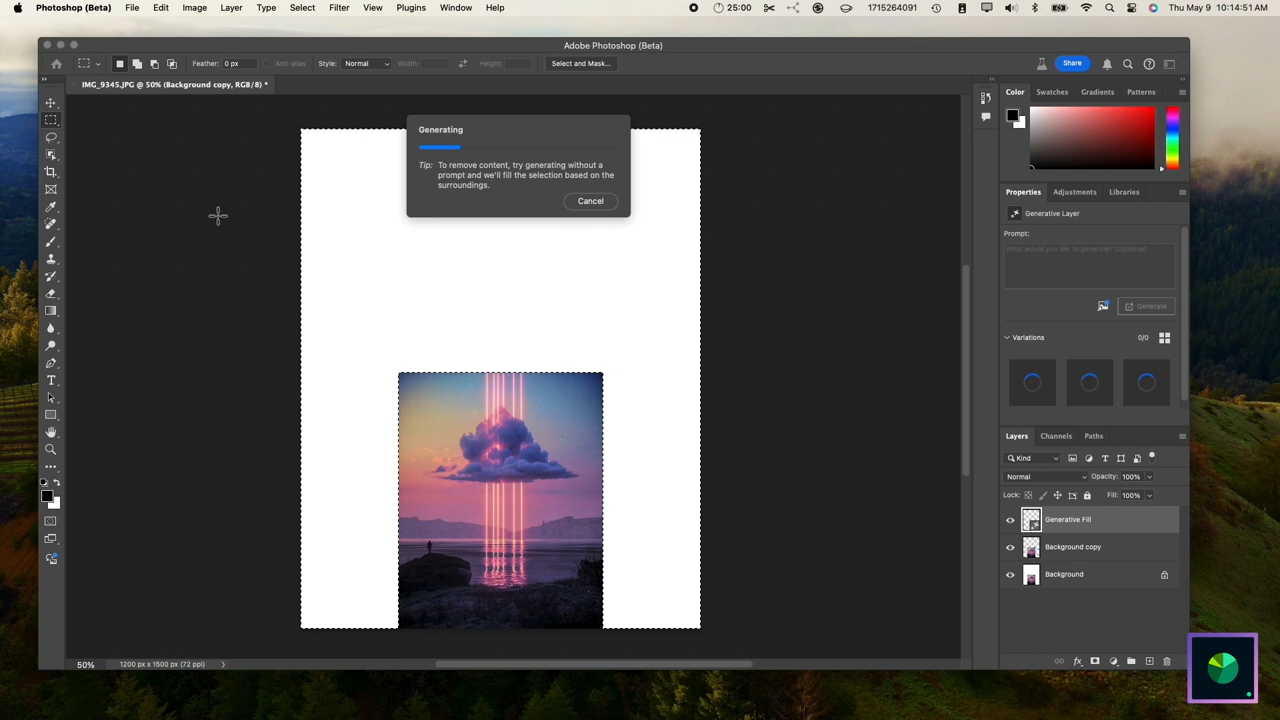 Photoshop (Beta) File Edit Image Layer Type Select Filter View Plugins Window Help 25:00 1715264091 Thu May 9 10:14:51 AM
Adobe Photoshop (Beta)
Feather: 0 px Anti-alias Style: Normal Width: Height: Select and Mask... Share
IMG_9345.JPG @ 50% (Background copy, RGB/8) *
Color Swatches Gradients Patterns
Generating
Tip: To remove content, try generating without a
prompt and we'll fill the selection based on the
surroundings.
Cancel
Properties Adjustments Libraries
Generative Layer
Prompt:
What would you like to generate? (Optional)
Generate
Variations 0/0
Layers Channels Paths
Kind
Normal Opacity: 100%
Lock: Fill: 100%
Generative Fill
Background copy
Background
50% 1200 px x 1500 px (72 ppi)